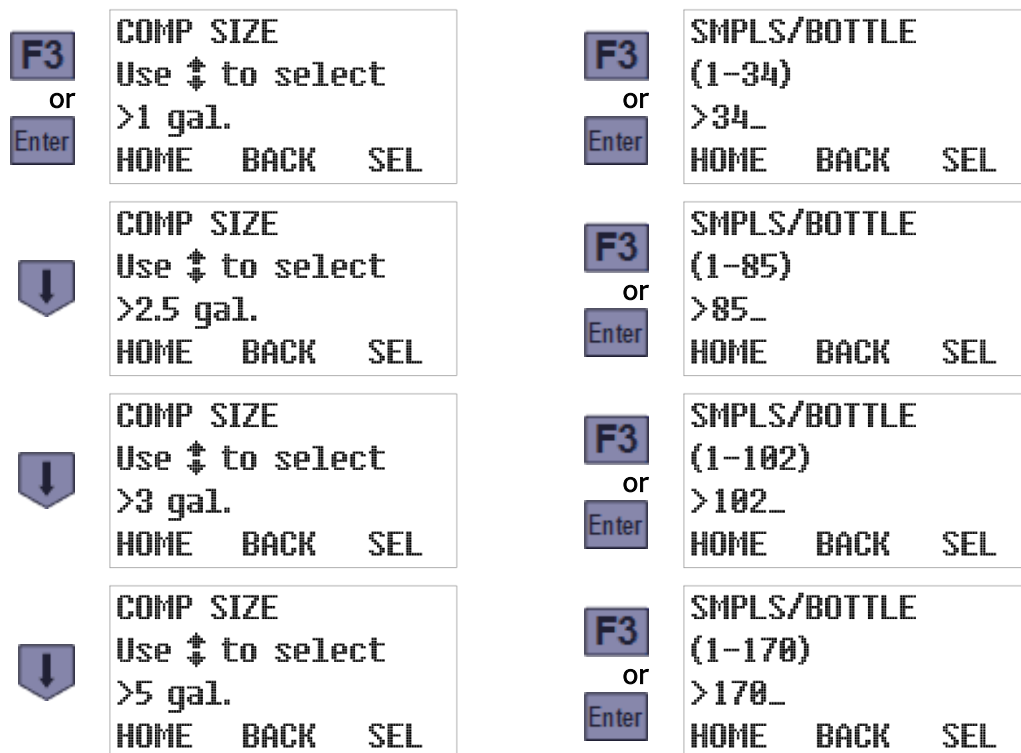 F3
or
Enter
COMP SIZE
Use ↕ to select
>1 gal.
HOME BACK SEL
F3
or
Enter
SMPLS/BOTTLE
(1-34)
>34_
HOME BACK SEL
COMP SIZE
Use ↕ to select
>2.5 gal.
HOME BACK SEL
F3
or
Enter
SMPLS/BOTTLE
(1-85)
>85_
HOME BACK SEL
COMP SIZE
Use ↕ to select
>3 gal.
HOME BACK SEL
F3
or
Enter
SMPLS/BOTTLE
(1-102)
>102_
HOME BACK SEL
COMP SIZE
Use ↕ to select
>5 gal.
HOME BACK SEL
F3
or
Enter
SMPLS/BOTTLE
(1-170)
>170_
HOME BACK SEL